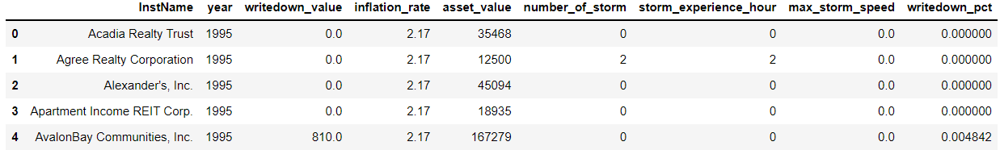 InstName year writedown_value inflation_rate asset_value number_of_storm storm_experience_hour max_storm_speed writedown_pct
0 Acadia Realty Trust 1995 0.0 2.17 35468 0 0 0.0 0.000000
1 Agree Realty Corporation 1995 0.0 2.17 12500 2 2 0.0 0.000000
2 Alexander's, Inc. 1995 0.0 2.17 45094 0 0 0.0 0.000000
3 Apartment Income REIT Corp. 1995 0.0 2.17 18935 0 0 0.0 0.000000
4 AvalonBay Communities, Inc. 1995 810.0 2.17 167279 0 0 0.0 0.004842